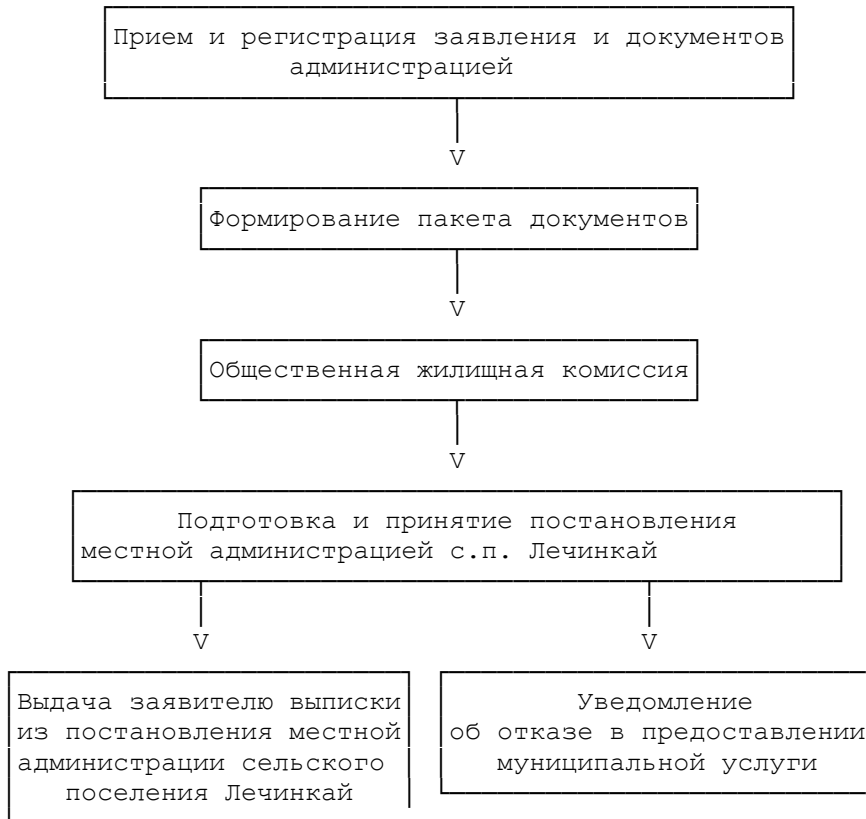 Прием и регистрация заявления и документов
администрацией
V
Формирование пакета документов
V
Общественная жилищная комиссия
V
Подготовка и принятие постановления
местной администрацией с.п. Лечинкай
V
V
Выдача заявителю выписки
из постановления местной
администрации сельского
поселения Лечинкай
Уведомление
об отказе в предоставлении
муниципальной услуги